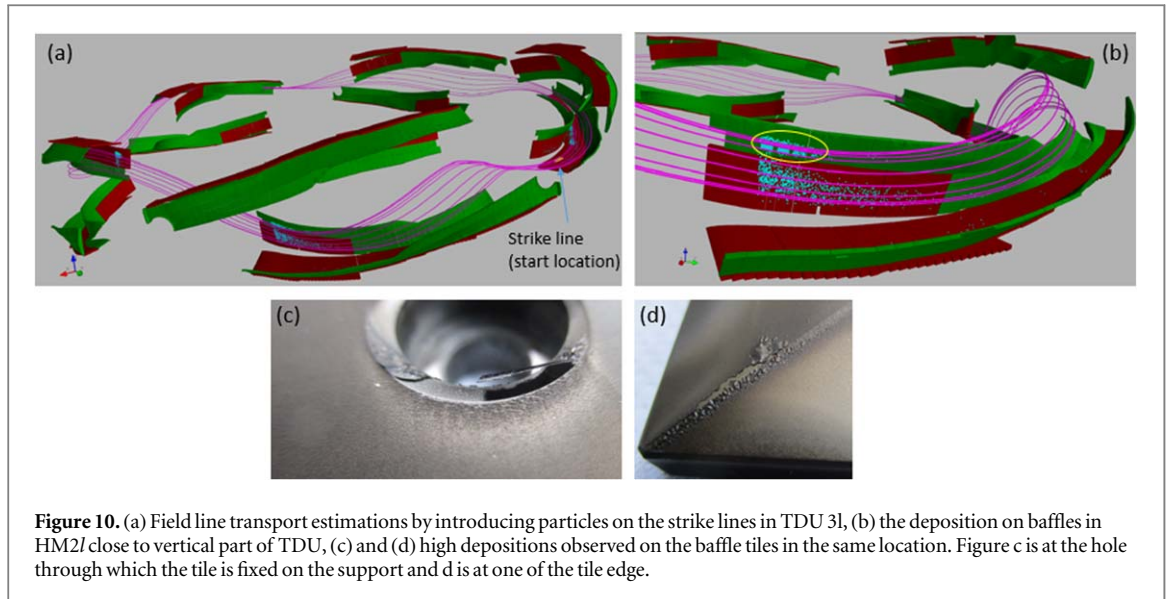 (a)
(b)
Strike line
(start location)
(c)
(d)
Figure 10. (a) Field line transport estimations by introducing particles on the strike lines in TDU 3l, (b) the deposition on baffles in
HM2l close to vertical part of TDU, (c) and (d) high depositions observed on the baffle tiles in the same location. Figure c is at the hole
through which the tile is fixed on the support and d is at one of the tile edge.